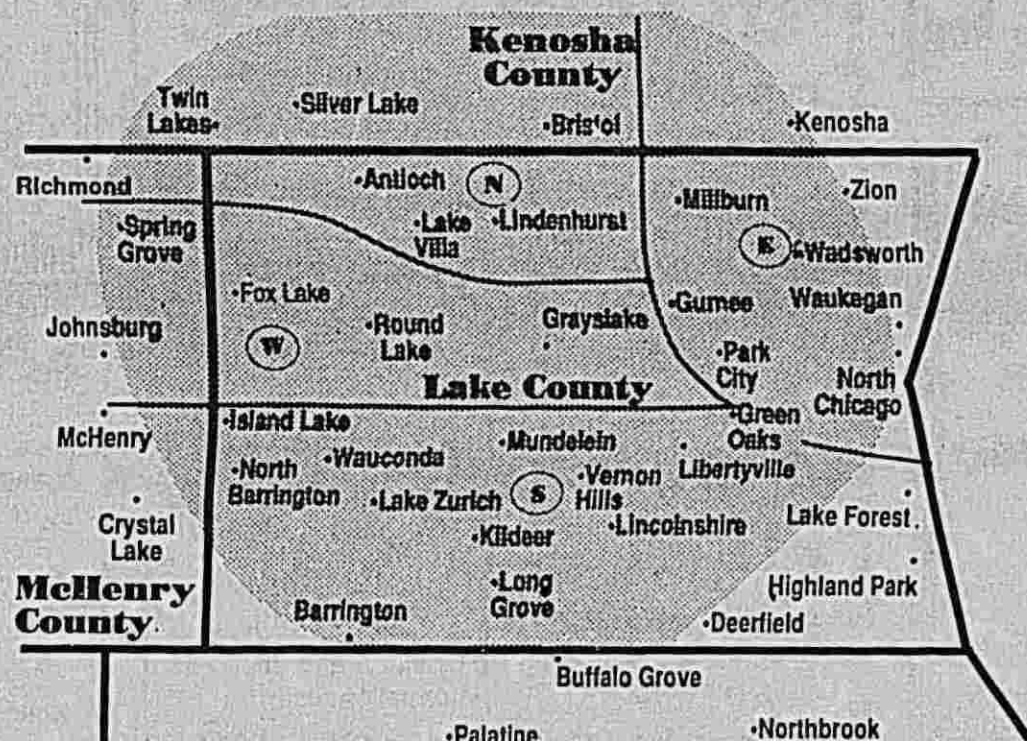 Kenosha
County
Twin
Lakes
Silver Lake
Bristol
Kenosha
Richmond
Antioch
N
Millburn
Zion
Spring
Grove
Lake
Villa
Lindenhurst
E
Wadsworth
Fox Lake
Gurnee
Waukegan
Johnsburg
W
Round
Lake
Grayslake
Park
City
North
Chicago
Lake County
McHenry
Island Lake
Green
Oaks
Mundelein
Wauconda
North
Barrington
Vernon
Hills
Libertyville
Lake Zurich
S
Lincolnshire
Lake Forest
Crystal
Lake
Kildeer
McHenry
County
Long
Grove
Highland Park
Barrington
Deerfield
Buffalo Grove
Palatine
Northbrook